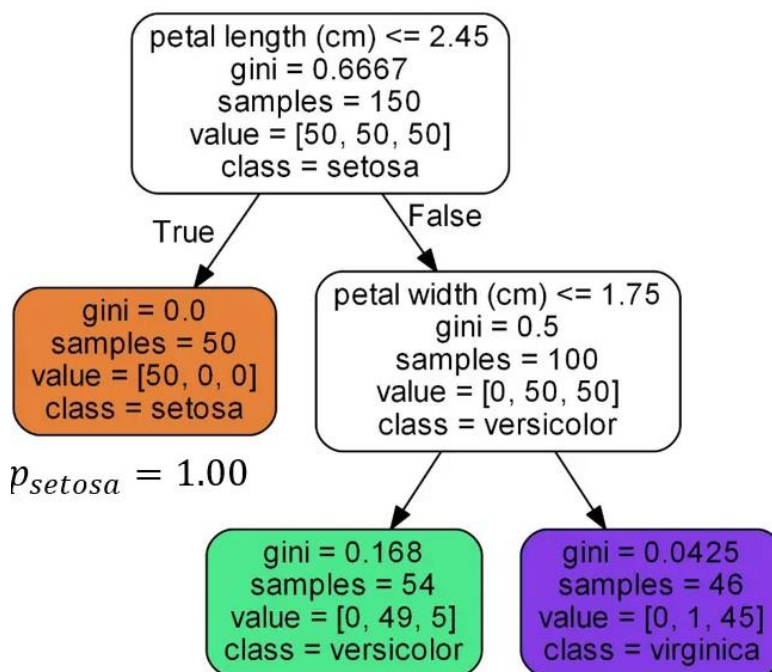 petal length (cm) <= 2.45
gini = 0.6667
samples = 150
value = [50, 50, 50]
class = setosa
True
False
gini = 0.0
samples = 50
value = [50, 0, 0]
class = setosa
petal width (cm) <= 1.75
gini = 0.5
samples = 100
value = [0, 50, 50]
class = versicolor
p_setosa = 1.00
gini = 0.168
samples = 54
value = [0, 49, 5]
class = versicolor
gini = 0.0425
samples = 46
value = [0, 1, 45]
class = virginica